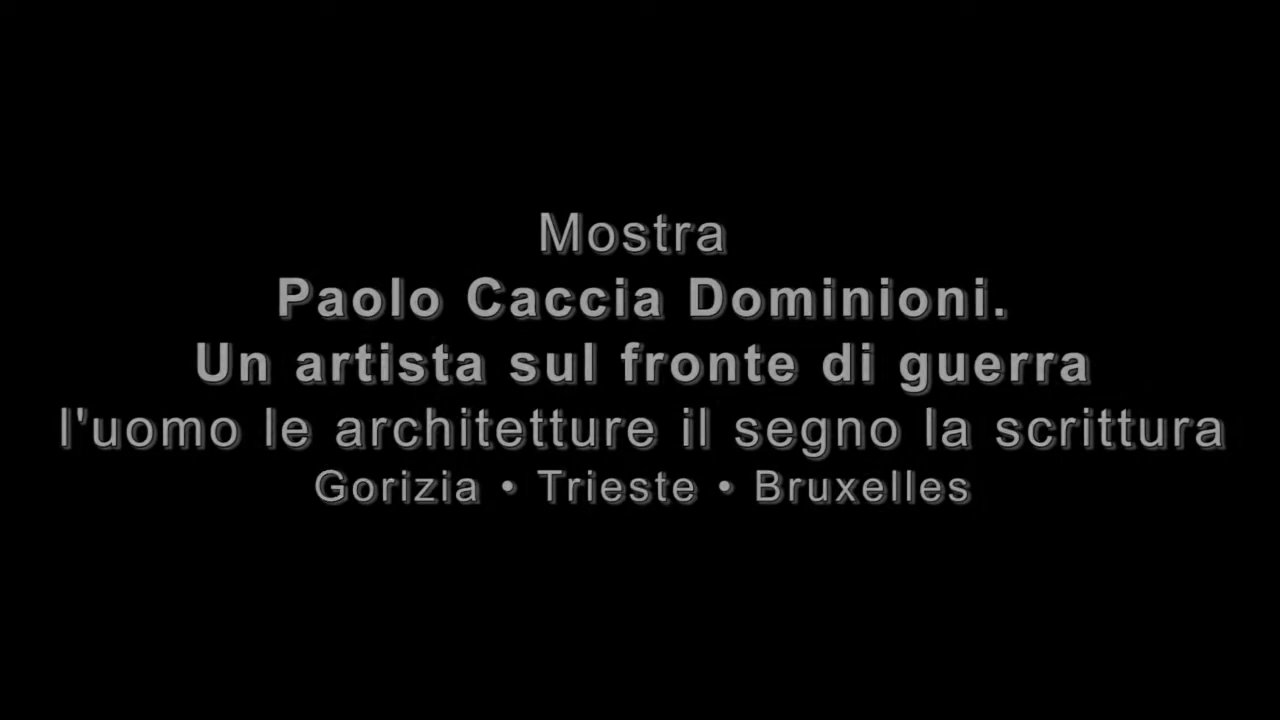 Mostra
Paolo Caccia Dominioni.
Un artista sul fronte di guerra
l'uomo le architetture il segno la scrittura
Gorizia • Trieste • Bruxelles